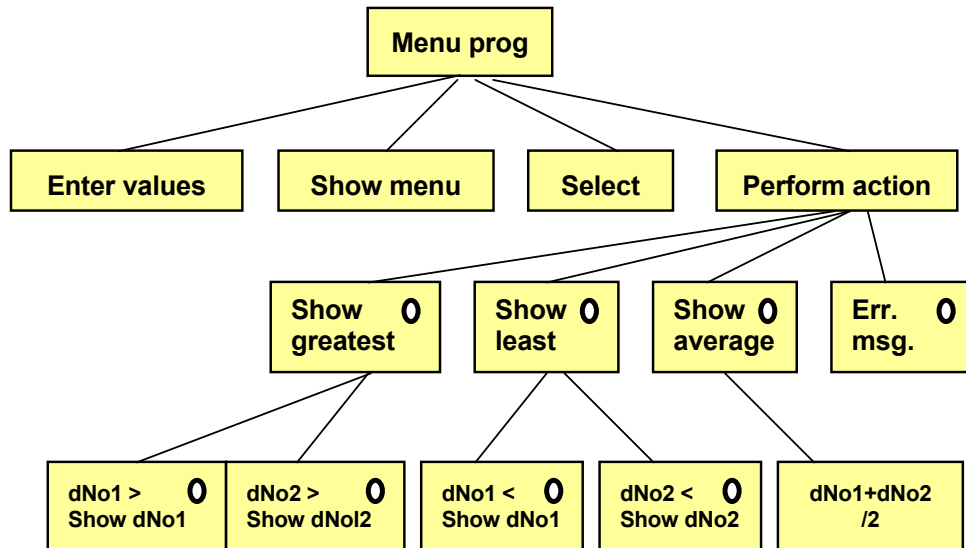 Menu prog
Enter values
Show menu
Select
Perform action
Show
greatest
Show
least
Show
average
Err.
msg.
dNo1 >
Show dNo1
dNo2 >
Show dNol2
dNo1 <
Show dNo1
dNo2 <
Show dNo2
dNo1+dNo2
/2